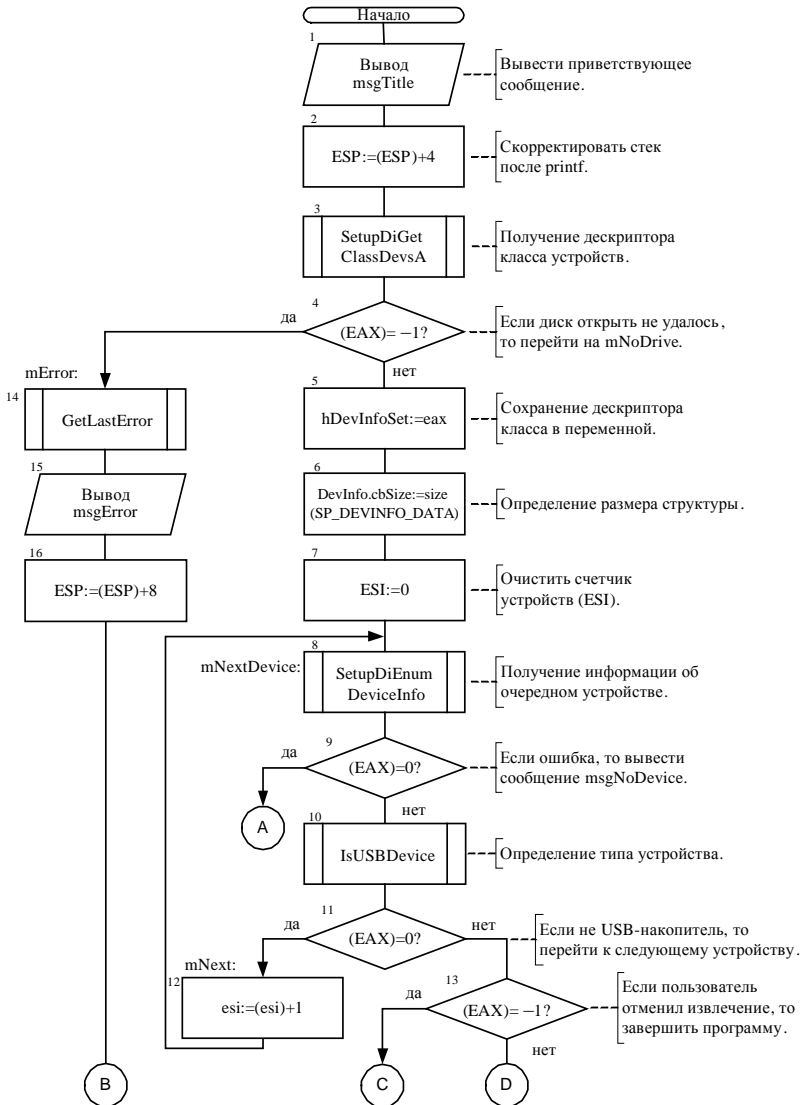 Начало
1
Вывод
msgTitle
Вывести приветствующее
сообщение.
2
ESP:=(ESP)+4
Скорректировать стек
после printf.
3
SetupDiGet
ClassDevsA
Получение дескриптора
класса устройств.
4
да
(EAX)= –1?
Если диск открыть не удалось,
то перейти на mNoDrive.
нет
mError:
14
GetLastError
5
hDevInfoSet:=eax
Сохранение дескриптора
класса в переменной.
15
Вывод
msgError
6
DevInfo.cbSize:=size
(SP_DEVINFO_DATA)
Определение размера структуры.
16
ESP:=(ESP)+8
7
ESI:=0
Очистить счетчик
устройств (ESI).
mNextDevice:
8
SetupDiEnum
DeviceInfo
Получение информации об
очередном устройстве.
9
да
(EAX)=0?
Если ошибка, то вывести
сообщение msgNoDevice.
нет
A
10
IsUSBDevice
Определение типа устройства.
11
да
(EAX)=0?
нет
Если не USB-накопитель, то
перейти к следующему устройству.
mNext:
12
esi:=(esi)+1
13
да
(EAX)= –1?
Если пользователь
отменил извлечение, то
завершить программу.
нет
B
C
D